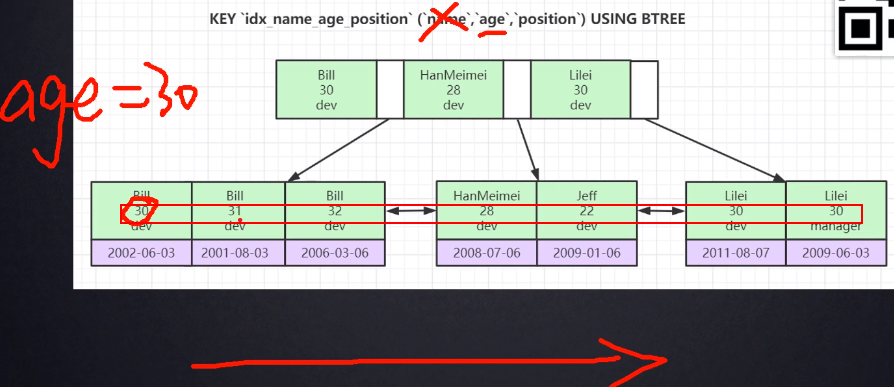 KEY `idx_name_age_position` (`name`,`age`,`position`) USING BTREE
age=30
Bill HanMeimei Lilei
30 28 30
dev dev dev
Bill Bill Bill HanMeimei Jeff Lilei Lilei
30 31 32 28 22 30 30
dev dev dev dev dev dev manager
2002-06-03 2001-08-03 2006-03-06 2008-07-06 2009-01-06 2011-08-07 2009-06-03